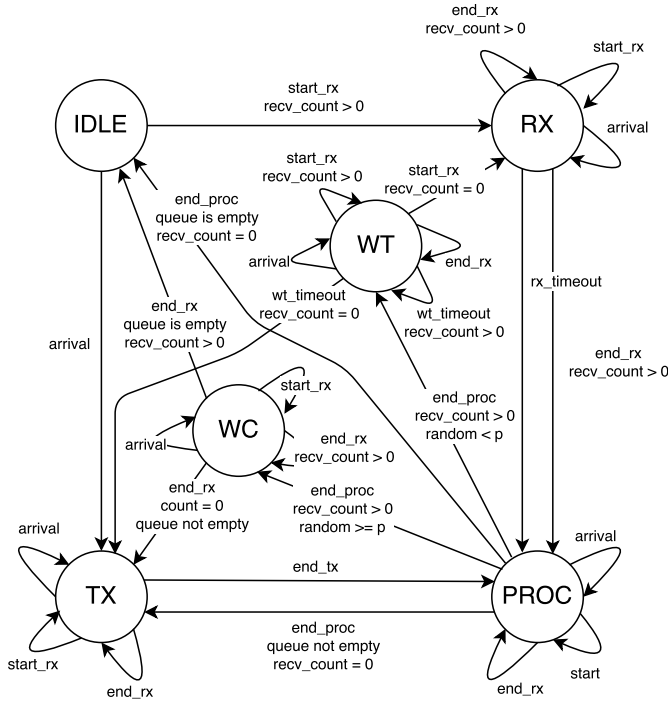 end_rx
recv_count > 0
start_rx
start_rx
recv_count > 0
IDLE
RX
arrival
start_rx
recv_count > 0
start_rx
recv_count = 0
end_proc
queue is empty
recv_count = 0
WT
arrival
end_rx
rx_timeout
wt_timeout
recv_count = 0
wt_timeout
recv_count > 0
end_rx
queue is empty
recv_count > 0
arrival
end_rx
recv_count > 0
start_rx
end_proc
recv_count > 0
random < p
WC
arrival
end_rx
recv_count > 0
end_rx
count = 0
queue not empty
end_proc
recv_count > 0
random >= p
arrival
arrival
end_tx
TX
PROC
end_proc
queue not empty
recv_count = 0
start_rx
start
end_rx
end_rx